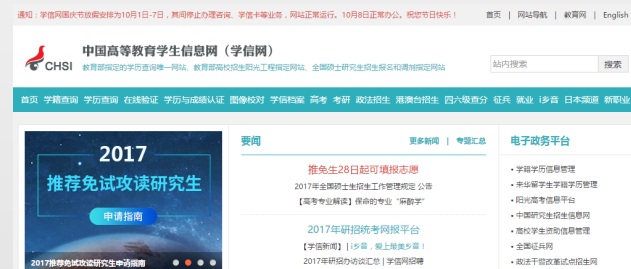 通知：学信网国庆节放假安排为10月1日-7日，其间停止办理咨询、学信卡等业务，网站正常运行。10月8日正常办公。祝您节日快乐！ 首页 | 网站导航 | 教育网 | English
CHSI
中国高等教育学生信息网（学信网）
教育部指定的学历查询唯一网站、教育部高校招生阳光工程指定网站、全国硕士研究生招生报名和调剂指定网站
站内搜素 搜索
首页 学籍查询 学历查询 在线验证 学历与成绩认证 图像校对 学信档案 高考 考研 政法招生 港澳台招生 四六级查分 征兵 就业 i乡音 日本频道 新职业
2017
推荐免试攻读研究生
申请指南
2017推荐免试攻读研究生申请指南
要闻 更多新闻 | 专题汇总
推免生28日起可填报志愿
2017年全国硕士生招生工作管理规定 公告
【高考专业解读】保命的专业“麻醉学”
2017年研招统考网报平台
【学信新闻】| i乡音，爱上最美乡音！
2017年研招办访谈汇总 | 学信网招聘
电子政务平台
• 学籍学历信息管理
• 来华留学生学籍学历管理
• 阳光高考信息平台
• 中国研究生招生信息网
• 高校学生资助信息管理
• 全国征兵网
• 政法干警改革试点招生网